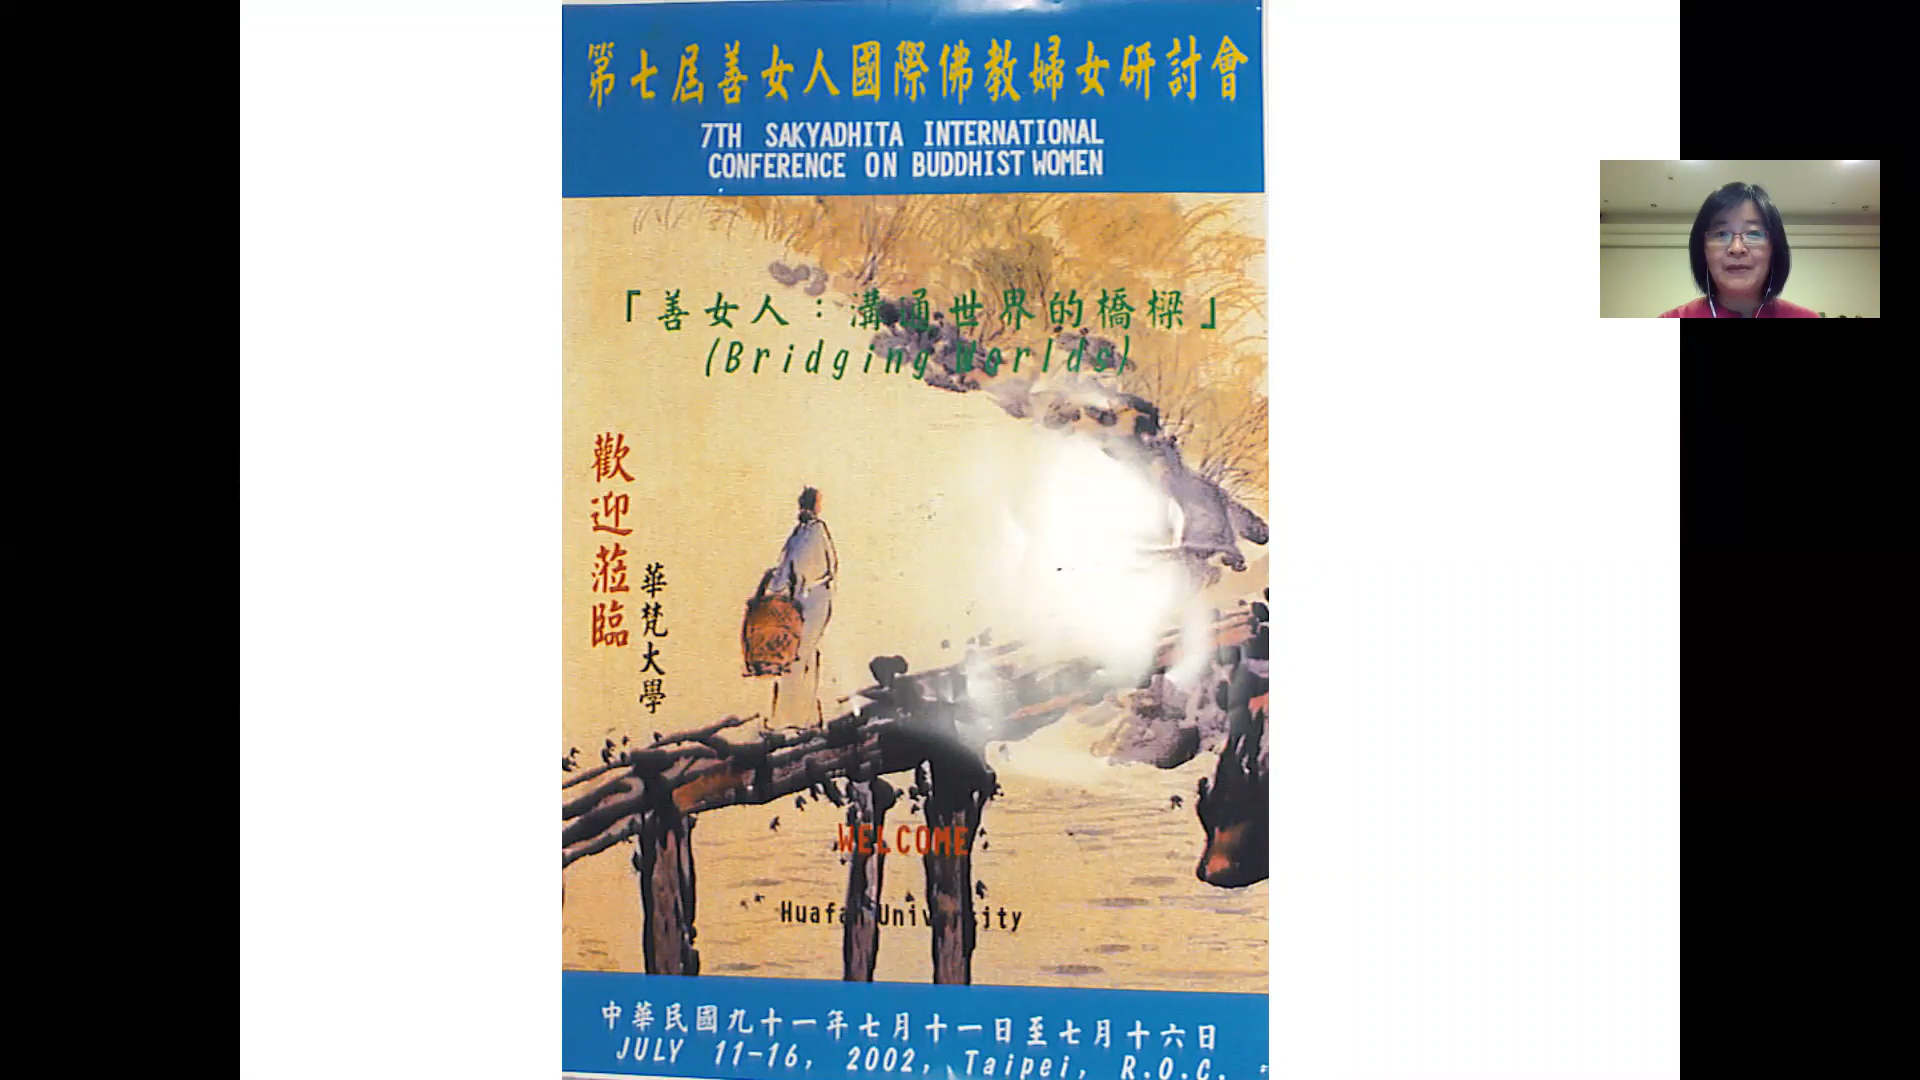 第七屆善女人國際佛教婦女研討會
7TH SAKYADHITA INTERNATIONAL
CONFERENCE ON BUDDHIST WOMEN
「善女人：溝通世界的橋樑」
(Bridging Worlds)
歡迎蒞臨
華梵大學
WELCOME
Huafan University
中華民國九十一年七月十一日至七月十六日
JULY 11-16, 2002, Taipei, R.O.C.